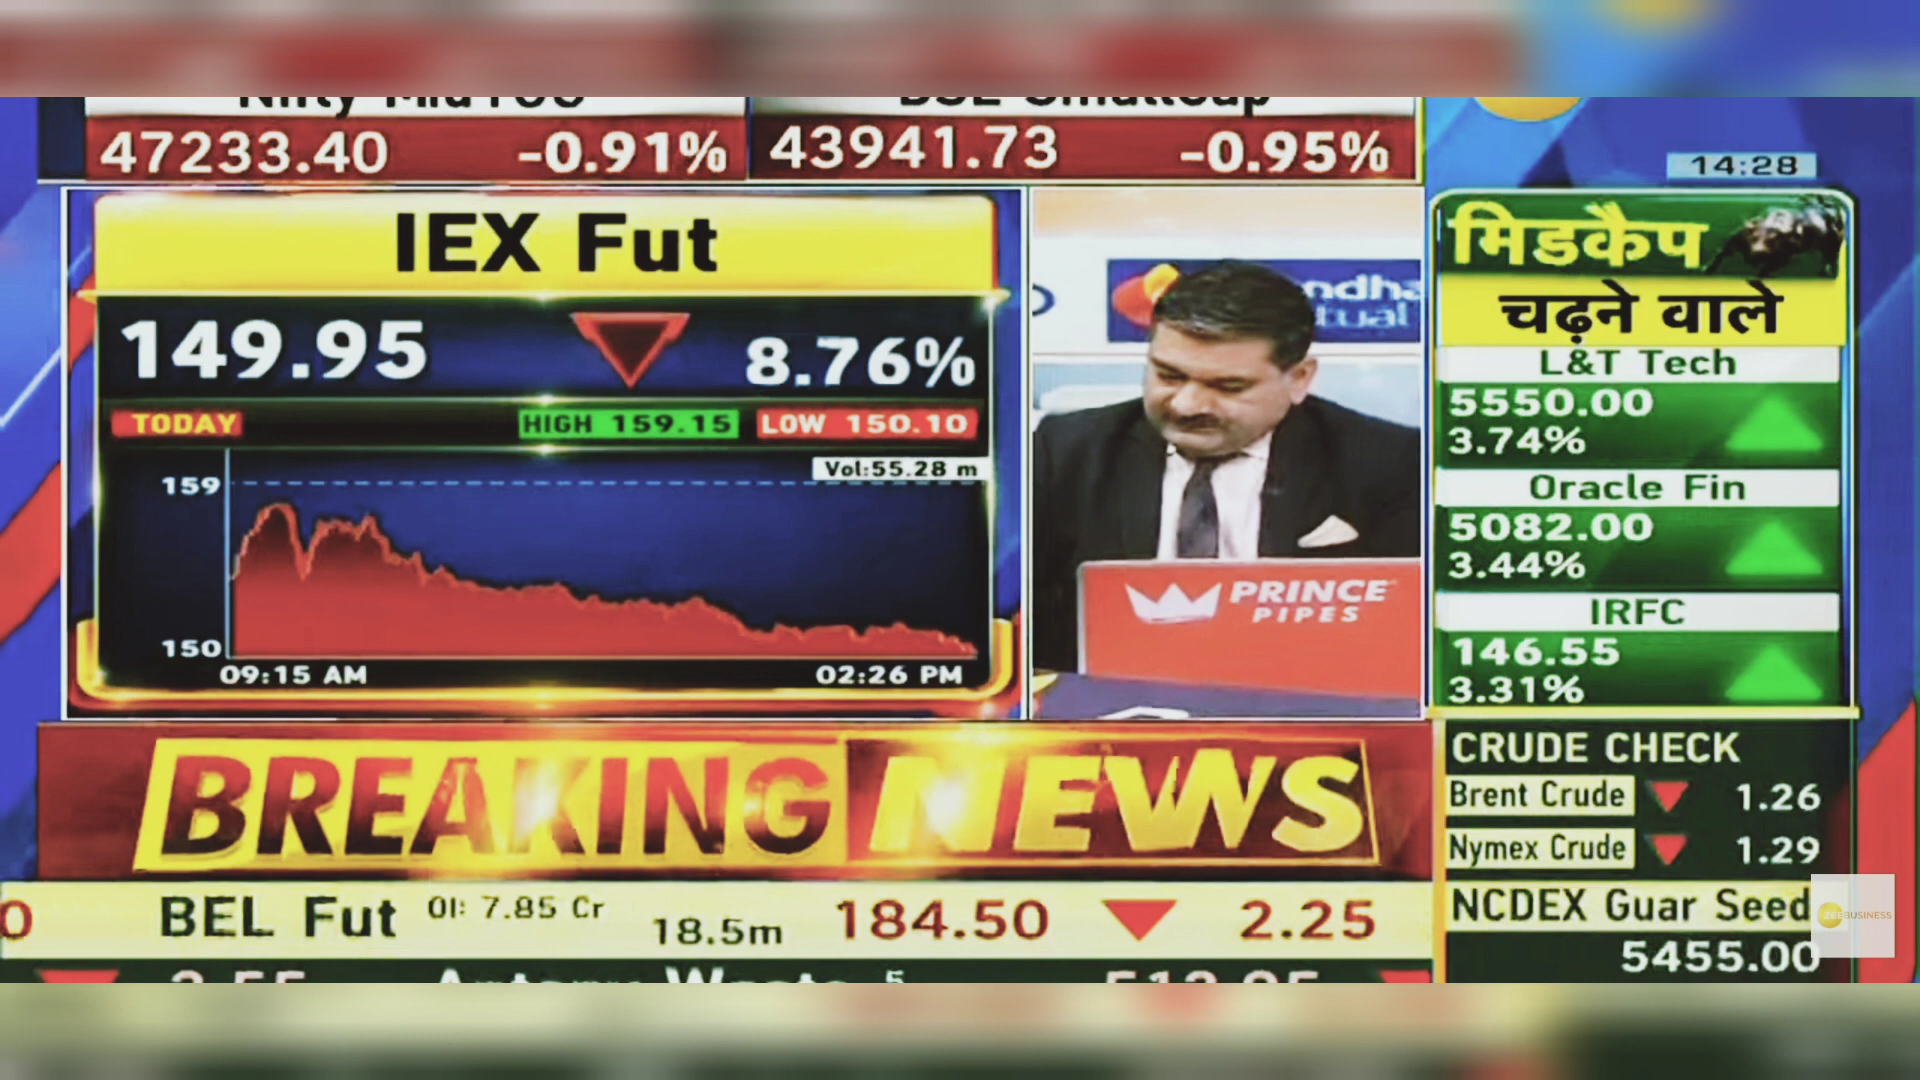 47233.40 -0.91%
43941.73 -0.95%
14:28
IEX Fut
149.95 8.76%
TODAY HIGH 159.15 LOW 150.10
Vol:55.28 m
159
150
09:15 AM 02:26 PM
PRINCE
PIPES
मिडकैप
चढ़ने वाले
L&T Tech
5550.00
3.74%
Oracle Fin
5082.00
3.44%
IRFC
146.55
3.31%
BREAKING NEWS
CRUDE CHECK
Brent Crude 1.26
Nymex Crude 1.29
NCDEX Guar Seed
5455.00
BEL Fut OI: 7.85 Cr 18.5m 184.50 2.25
ZEEBUSINESS